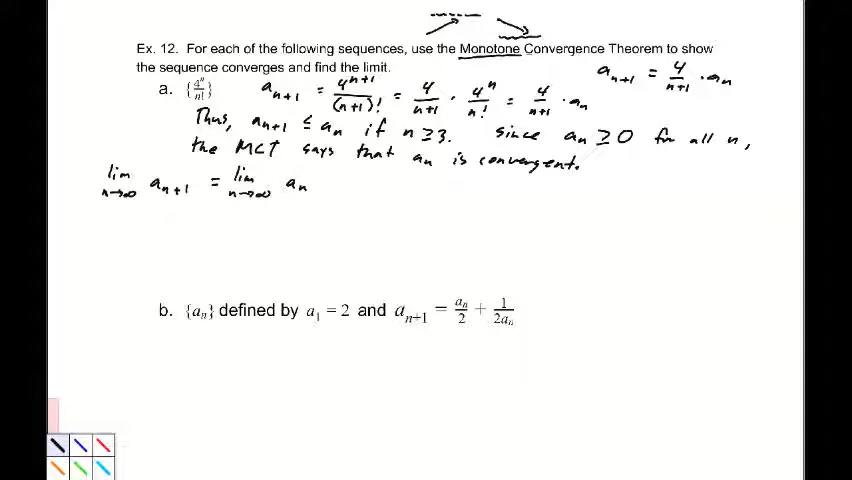 Ex. 12. For each of the following sequences, use the Monotone Convergence Theorem to show
the sequence converges and find the limit.
a. {4ⁿ/n!} aₙ₊₁ = 4ⁿ⁺¹/(n+1)! = 4/(n+1) · 4ⁿ/n! = 4/(n+1) · aₙ aₙ₊₁ = 4/(n+1) · aₙ
Thus, aₙ₊₁ ≤ aₙ if n ≥ 3. Since aₙ ≥ 0 for all n,
the MCT says that aₙ is convergent.
lim n→∞ aₙ₊₁ = lim n→∞ aₙ
b. {aₙ} defined by a₁ = 2 and aₙ₊₁ = aₙ/2 + 1/2aₙ